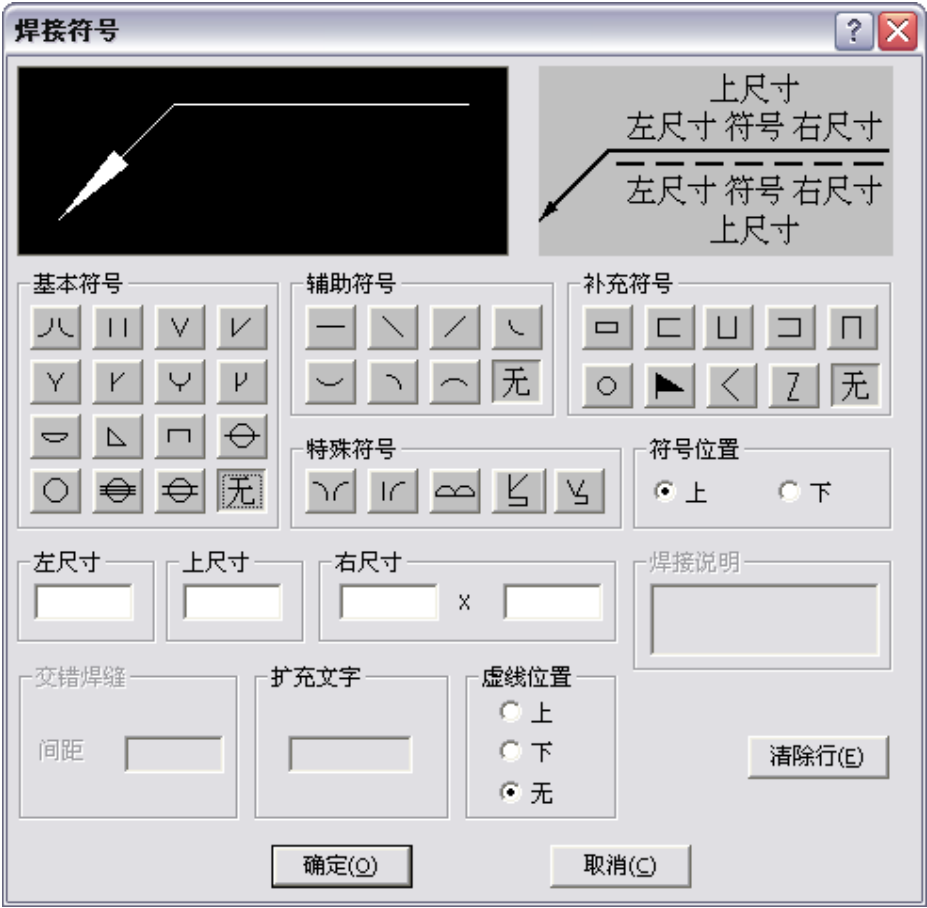 焊接符号
上尺寸
左尺寸 符号 右尺寸
左尺寸 符号 右尺寸
上尺寸
基本符号
辅助符号
补充符号
无
无
特殊符号
符号位置
无
上
下
左尺寸
上尺寸
右尺寸
焊接说明
x
交错焊缝
扩充文字
虚线位置
上
间距
下
清除行(E)
无
确定(O)
取消(C)